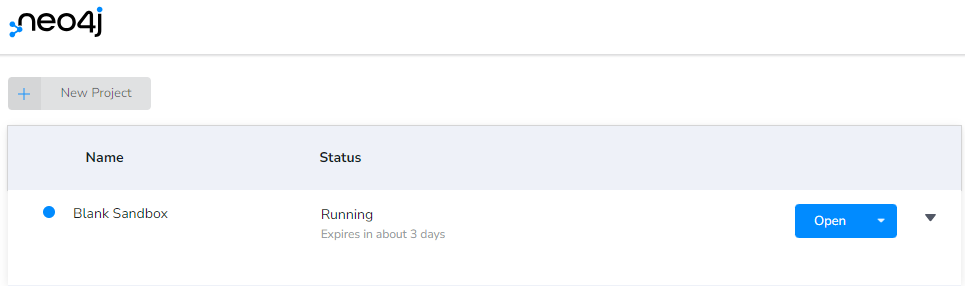 neo4j
+ New Project
Name Status
Blank Sandbox Running Open
Expires in about 3 days